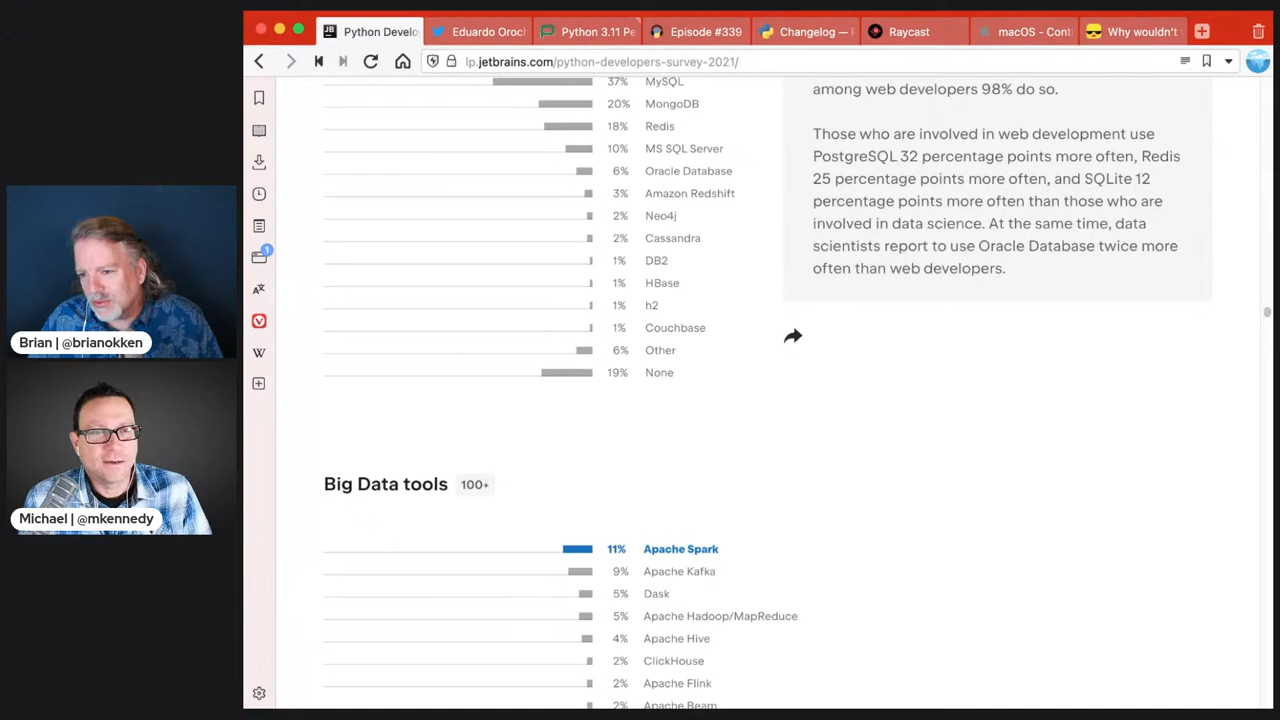 Python Develo
Eduardo Oroch
Python 3.11 Pe
Episode #339
Changelog —
Raycast
macOS - Cont
Why wouldn't
lp.jetbrains.com/python-developers-survey-2021/
37% MySQL
20% MongoDB
18% Redis
10% MS SQL Server
6% Oracle Database
3% Amazon Redshift
2% Neo4j
2% Cassandra
1% DB2
1% HBase
1% h2
1% Couchbase
6% Other
19% None
among web developers 98% do so.
Those who are involved in web development use
PostgreSQL 32 percentage points more often, Redis
25 percentage points more often, and SQLite 12
percentage points more often than those who are
involved in data science. At the same time, data
scientists report to use Oracle Database twice more
often than web developers.
Big Data tools 100+
11% Apache Spark
9% Apache Kafka
5% Dask
5% Apache Hadoop/MapReduce
4% Apache Hive
2% ClickHouse
2% Apache Flink
2% Apache Beam
1
Brian | @brianokken
Michael | @mkennedy